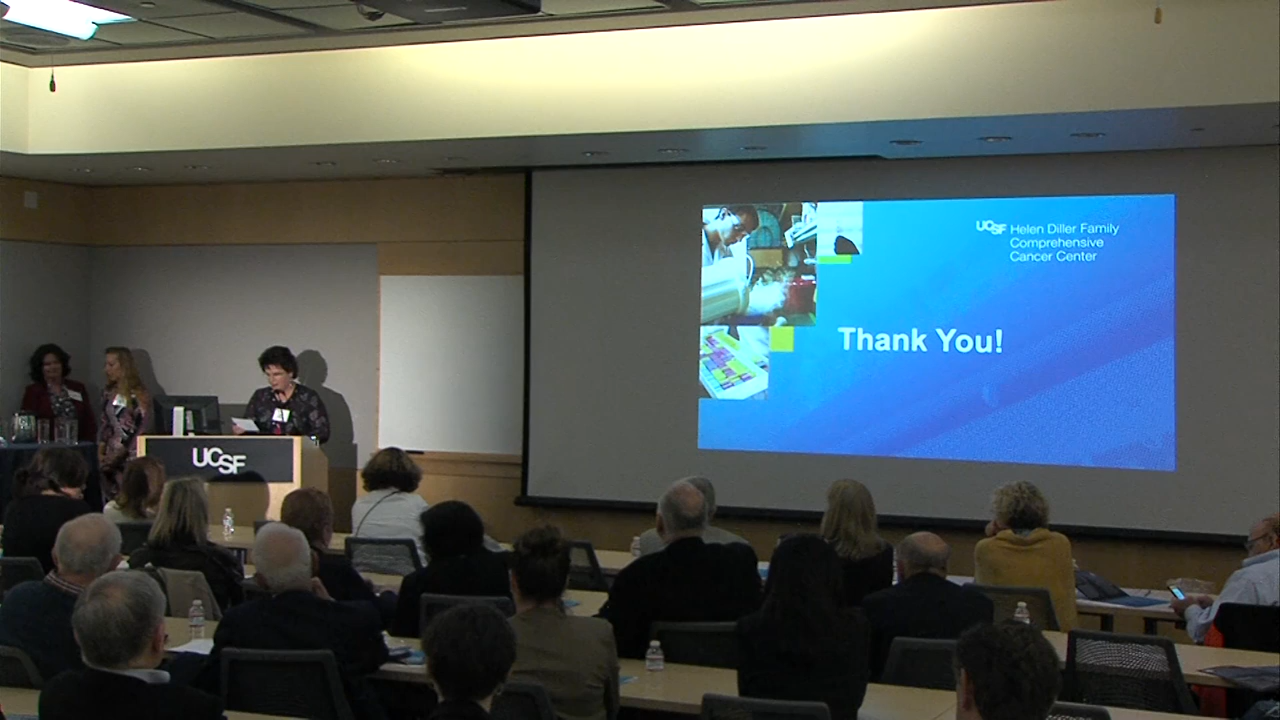 UCSF Helen Diller Family
Comprehensive
Cancer Center
Thank You!
UCSF